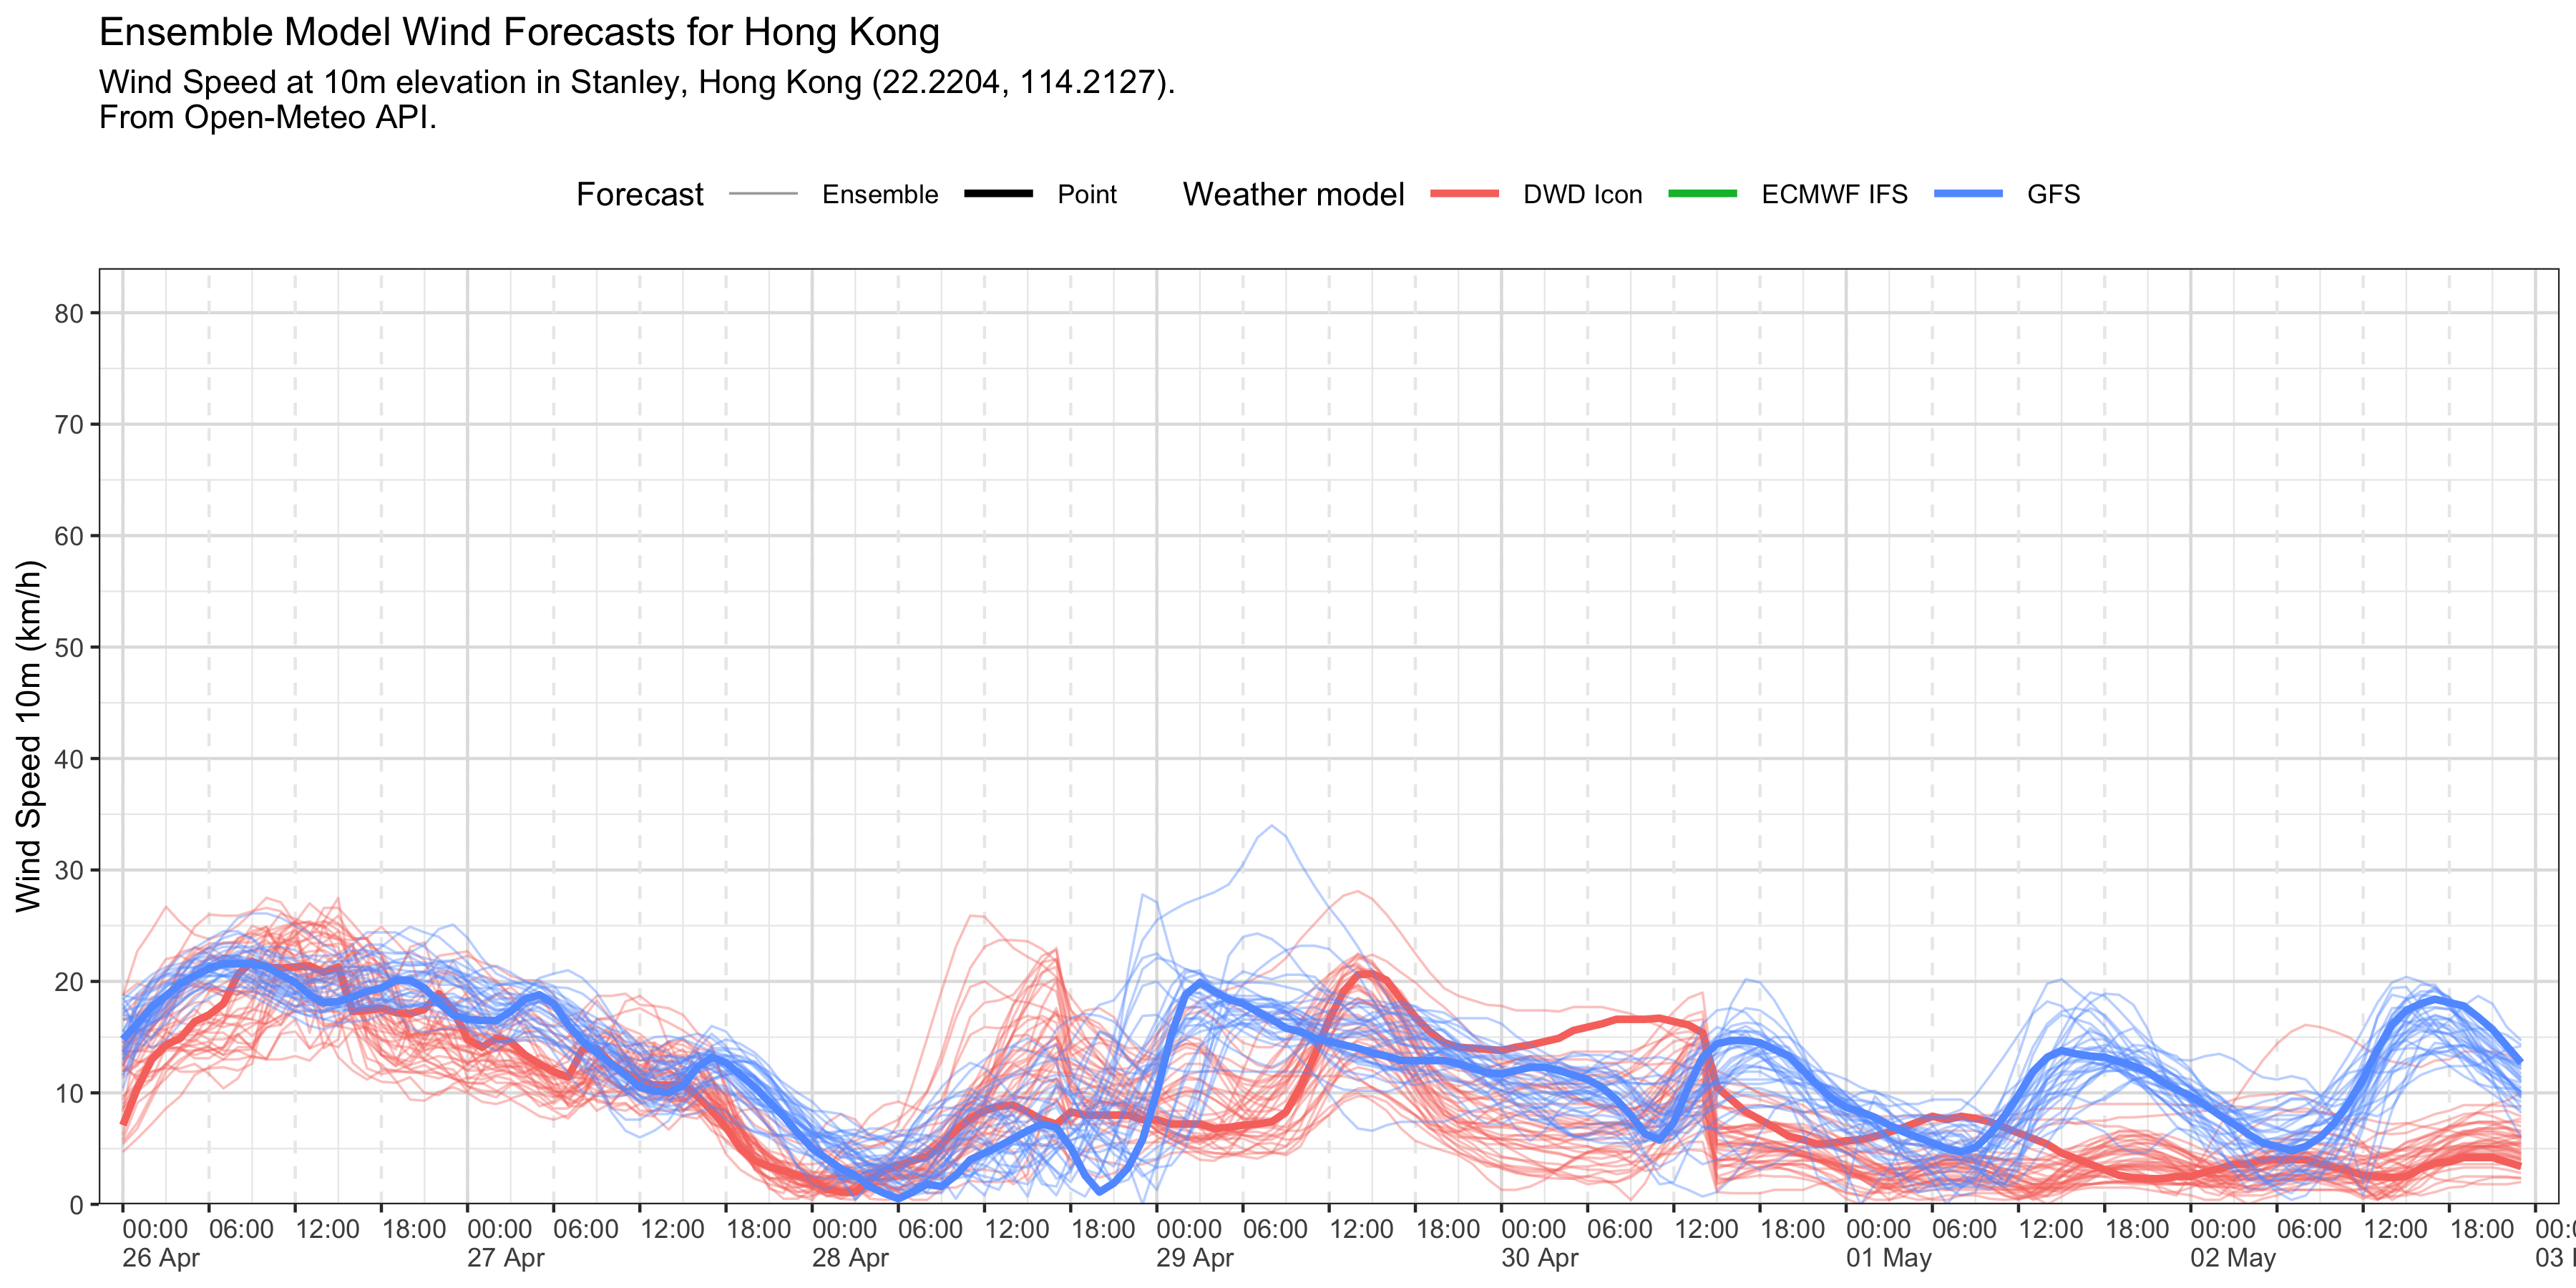 Ensemble Model Wind Forecasts for Hong Kong
Wind Speed at 10m elevation in Stanley, Hong Kong (22.2204, 114.2127).
From Open-Meteo API.
Forecast Ensemble Point Weather model DWD Icon ECMWF IFS GFS
Wind Speed 10m (km/h)
80
70
60
50
40
30
20
10
0
00:00 06:00 12:00 18:00 00:00 06:00 12:00 18:00 00:00 06:00 12:00 18:00 00:00 06:00 12:00 18:00 00:00 06:00 12:00 18:00 00:00 06:00 12:00 18:00 00:00 06:00 12:00 18:00 00:0
26 Apr 27 Apr 28 Apr 29 Apr 30 Apr 01 May 02 May 03